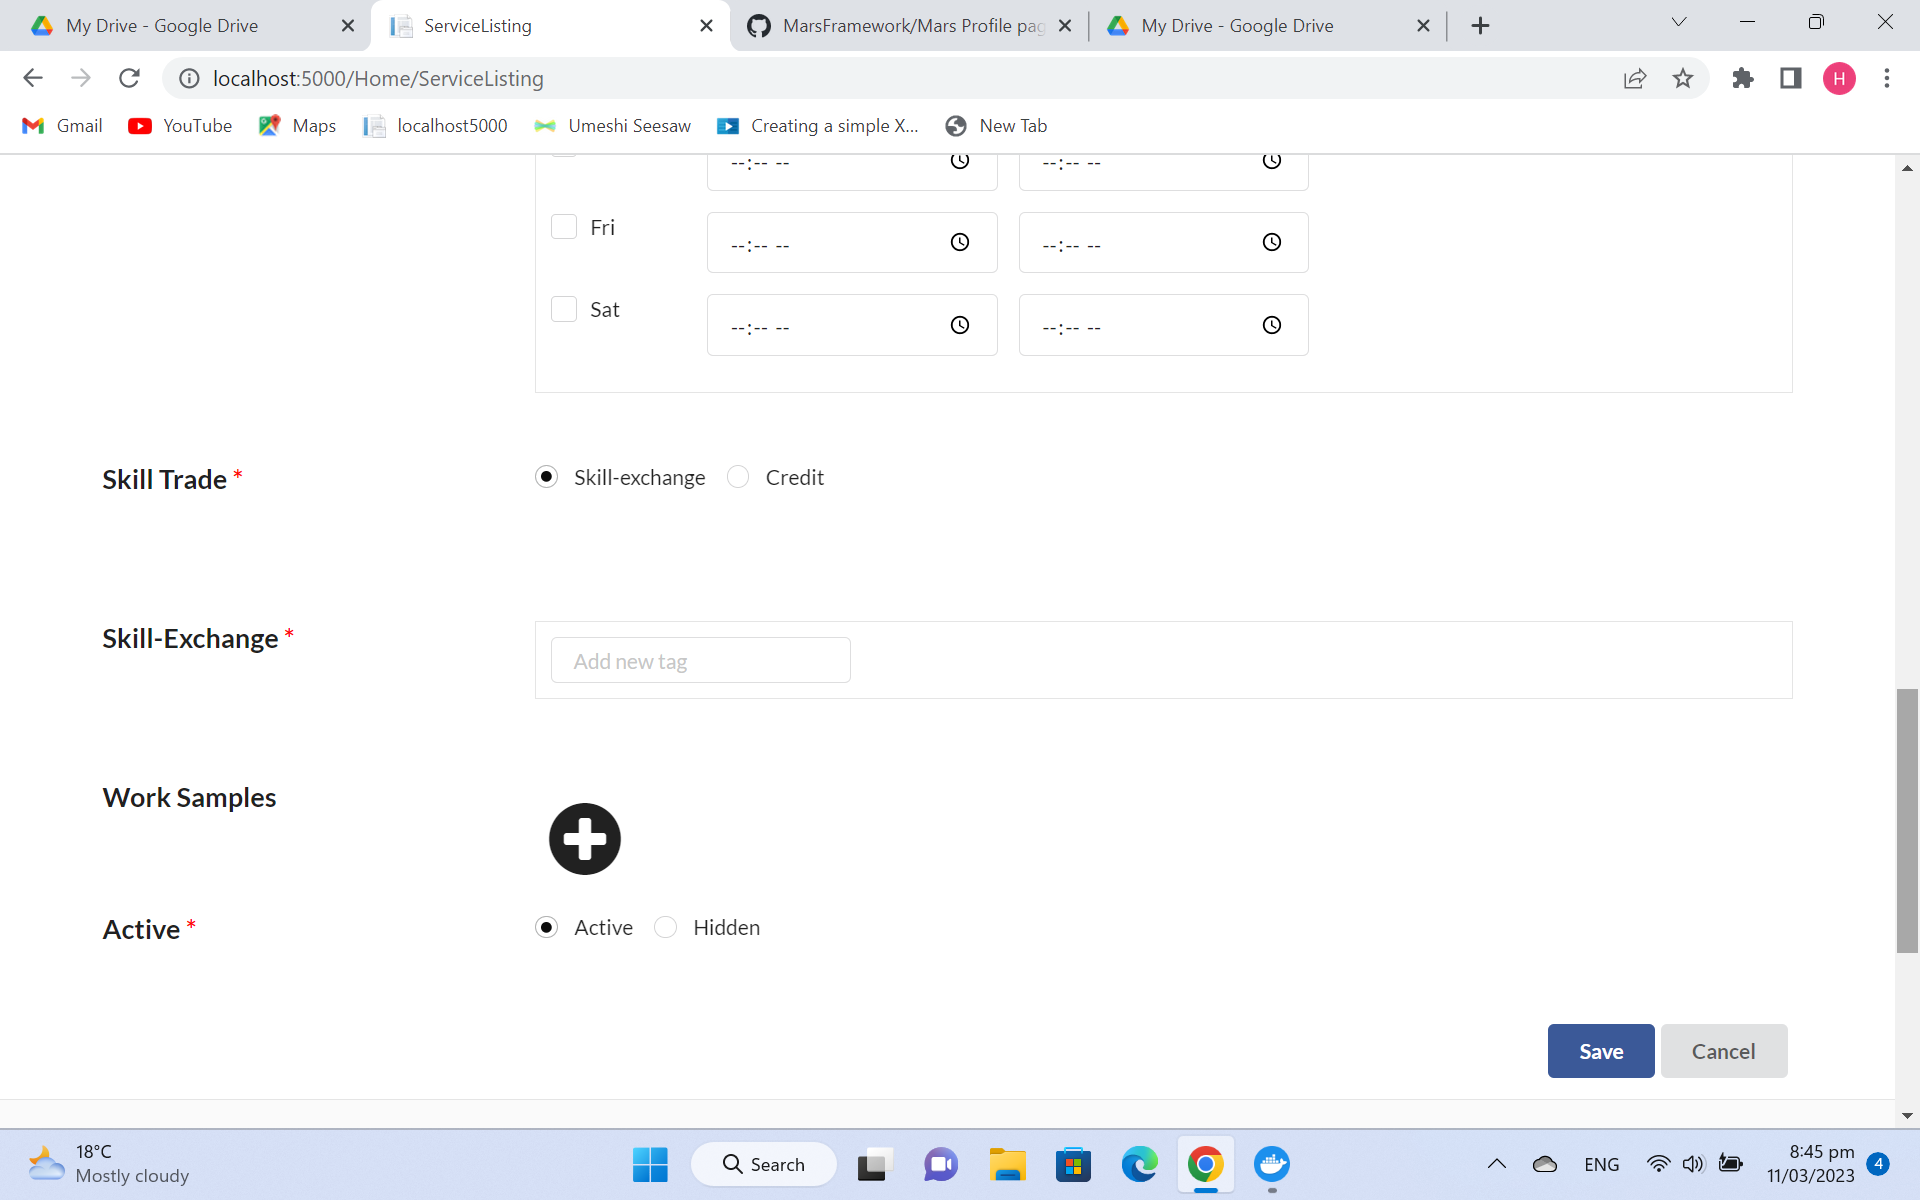 My Drive - Google Drive
ServiceListing
MarsFramework/Mars Profile pag
My Drive - Google Drive
localhost:5000/Home/ServiceListing
H
Gmail
YouTube
Maps
localhost5000
Umeshi Seesaw
Creating a simple X...
New Tab
--:-- --
--:-- --
Fri
--:-- --
--:-- --
Sat
--:-- --
--:-- --
Skill Trade *
Skill-exchange
Credit
Skill-Exchange *
Add new tag
Work Samples
Active *
Active
Hidden
Save
Cancel
18°C
Mostly cloudy
Search
ENG
8:45 pm
11/03/2023
4